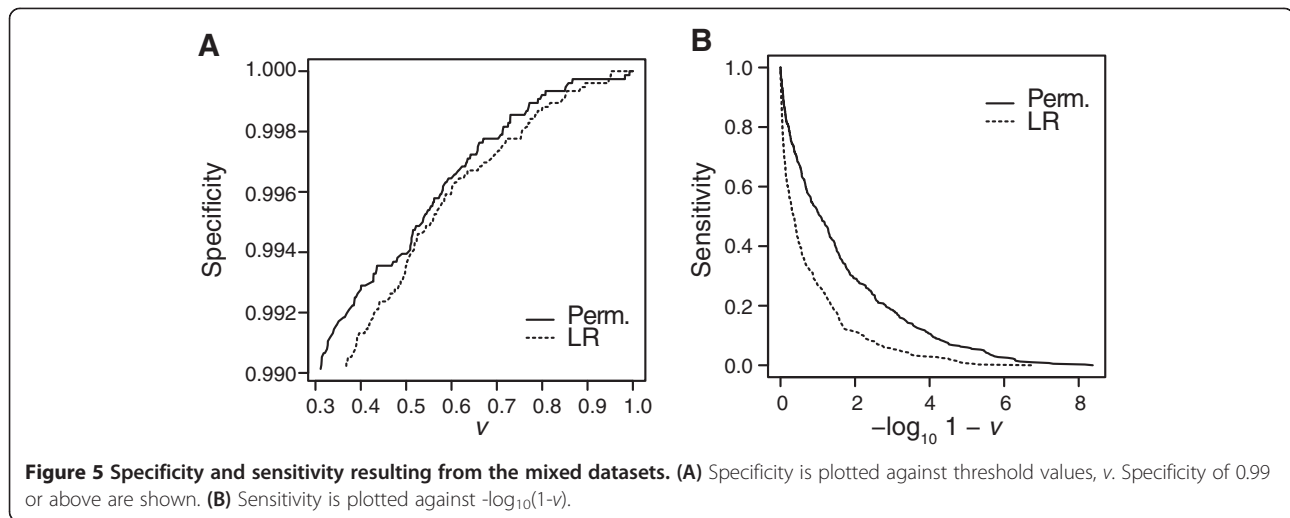 A
Specificity
1.000
0.998
0.996
0.994
0.992
0.990
Perm.
LR
0.3 0.4 0.5 0.6 0.7 0.8 0.9 1.0
v
B
Sensitivity
1.0
0.8
0.6
0.4
0.2
0.0
Perm.
LR
0 2 4 6 8
−log10 1 − v
Figure 5 Specificity and sensitivity resulting from the mixed datasets. (A) Specificity is plotted against threshold values, v. Specificity of 0.99
or above are shown. (B) Sensitivity is plotted against -log10(1-v).